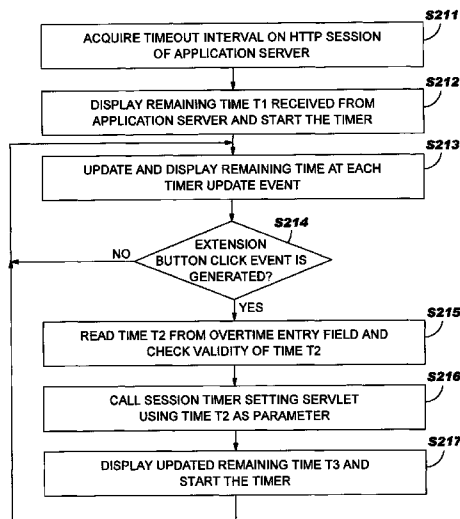 S211
ACQUIRE TIMEOUT INTERVAL ON HTTP SESSION
OF APPLICATION SERVER
S212
DISPLAY REMAINING TIME T1 RECEIVED FROM
APPLICATION SERVER AND START THE TIMER
S213
UPDATE AND DISPLAY REMAINING TIME AT EACH
TIMER UPDATE EVENT
S214
EXTENSION
BUTTON CLICK EVENT IS
GENERATED?
NO
YES
S215
READ TIME T2 FROM OVERTIME ENTRY FIELD AND
CHECK VALIDITY OF TIME T2
S216
CALL SESSION TIMER SETTING SERVLET
USING TIME T2 AS PARAMETER
S217
DISPLAY UPDATED REMAINING TIME T3 AND
START THE TIMER